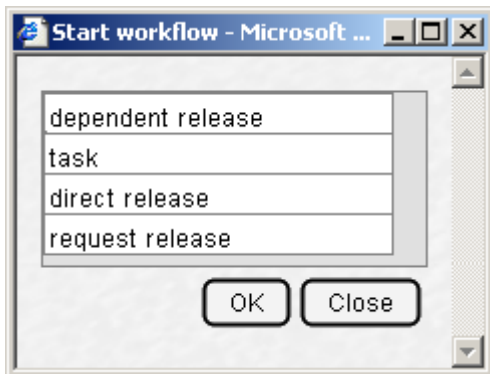 Start workflow - Microsoft ...
dependent release
task
direct release
request release
OK Close